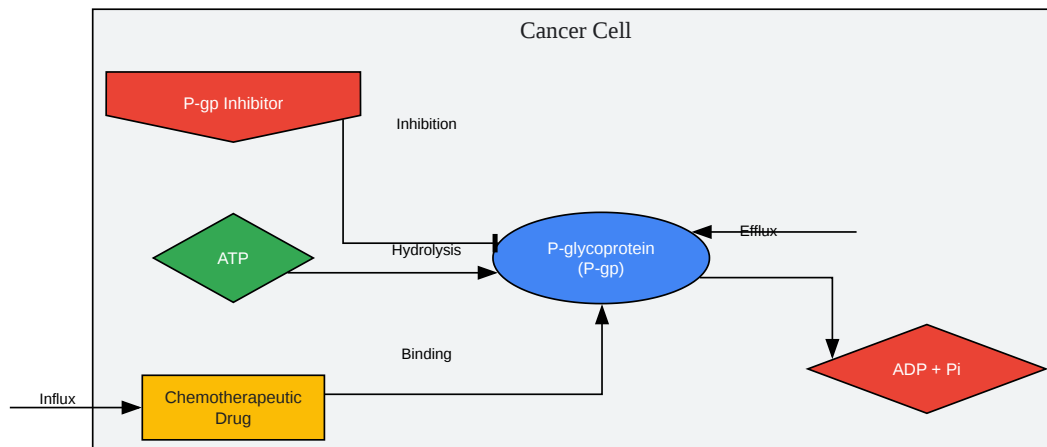 Cancer Cell
P-gp Inhibitor
Inhibition
ATP
Hydrolysis
P-glycoprotein
(P-gp)
Efflux
Binding
ADP + Pi
Influx
Chemotherapeutic
Drug